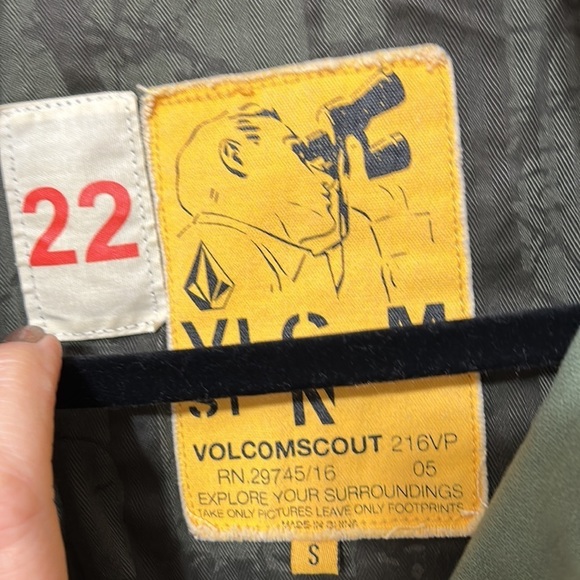 22
VOLCOMSCOUT 216VP
RN.29745/16 05
EXPLORE YOUR SURROUNDINGS
TAKE ONLY PICTURES LEAVE ONLY FOOTPRINTS
MADE IN CHINA
S